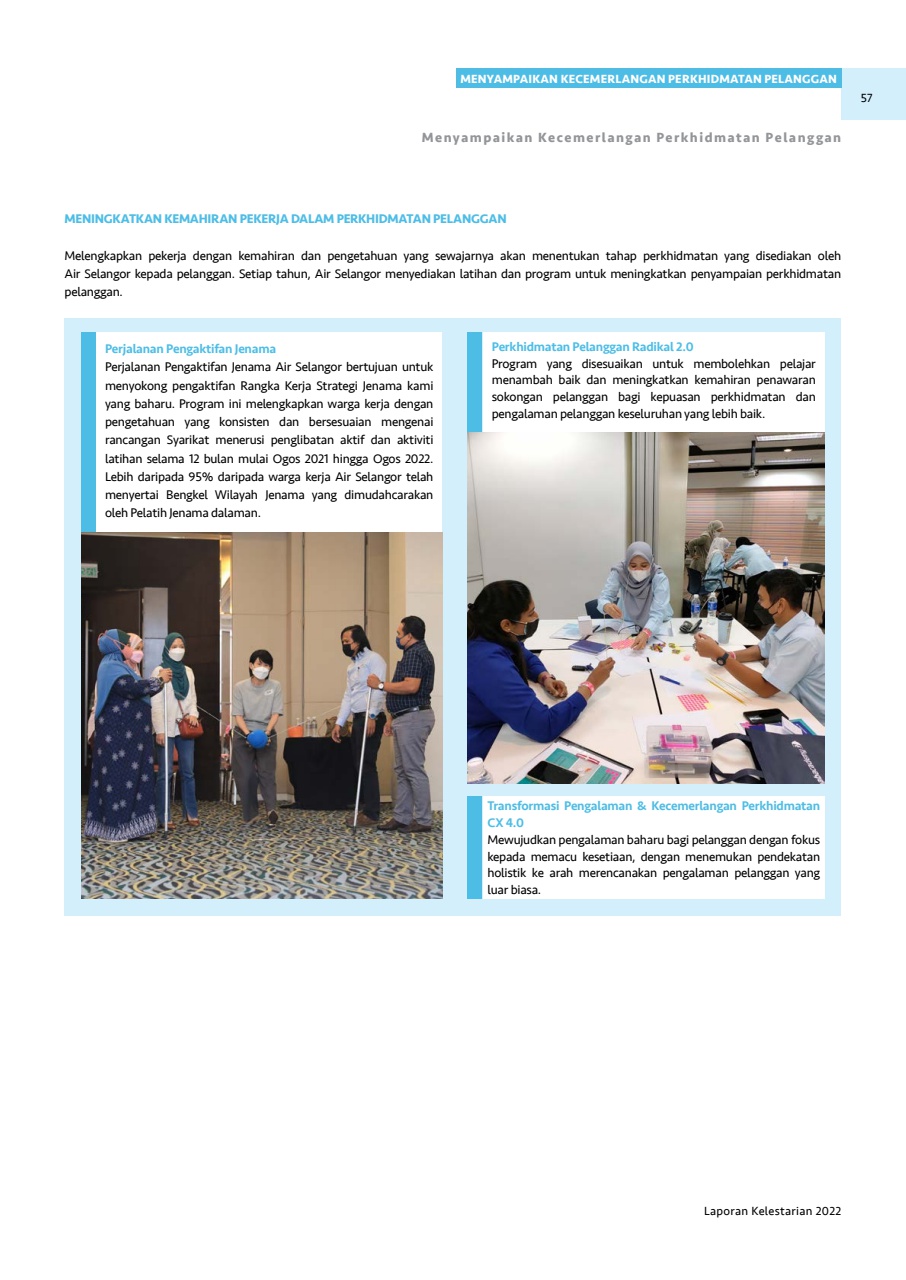 MENYAMPAIKAN KECEMERLANGAN PERKHIDMATAN PELANGGAN
57
Menyampaikan Kecemerlangan Perkhidmatan Pelanggan
MENINGKATKAN KEMAHIRAN PEKERJA DALAM PERKHIDMATAN PELANGGAN
Melengkapkan pekerja dengan kemahiran dan pengetahuan yang sewajarnya akan menentukan tahap perkhidmatan yang disediakan oleh
Air Selangor kepada pelanggan. Setiap tahun, Air Selangor menyediakan latihan dan program untuk meningkatkan penyampaian perkhidmatan
pelanggan.
Perjalanan Pengaktifan Jenama
Perjalanan Pengaktifan Jenama Air Selangor bertujuan untuk
menyokong pengaktifan Rangka Kerja Strategi Jenama kami
yang baharu. Program ini melengkapkan warga kerja dengan
pengetahuan yang konsisten dan bersesuaian mengenai
rancangan Syarikat menerusi penglibatan aktif dan aktiviti
latihan selama 12 bulan mulai Ogos 2021 hingga Ogos 2022.
Lebih daripada 95% daripada warga kerja Air Selangor telah
menyertai Bengkel Wilayah Jenama yang dimudahcarakan
oleh Pelatih Jenama dalaman.
Perkhidmatan Pelanggan Radikal 2.0
Program yang disesuaikan untuk membolehkan pelajar
menambah baik dan meningkatkan kemahiran penawaran
sokongan pelanggan bagi kepuasan perkhidmatan dan
pengalaman pelanggan keseluruhan yang lebih baik.
Transformasi Pengalaman & Kecemerlangan Perkhidmatan
CX 4.0
Mewujudkan pengalaman baharu bagi pelanggan dengan fokus
kepada memacu kesetiaan, dengan menemukan pendekatan
holistik ke arah merencanakan pengalaman pelanggan yang
luar biasa.
Laporan Kelestarian 2022